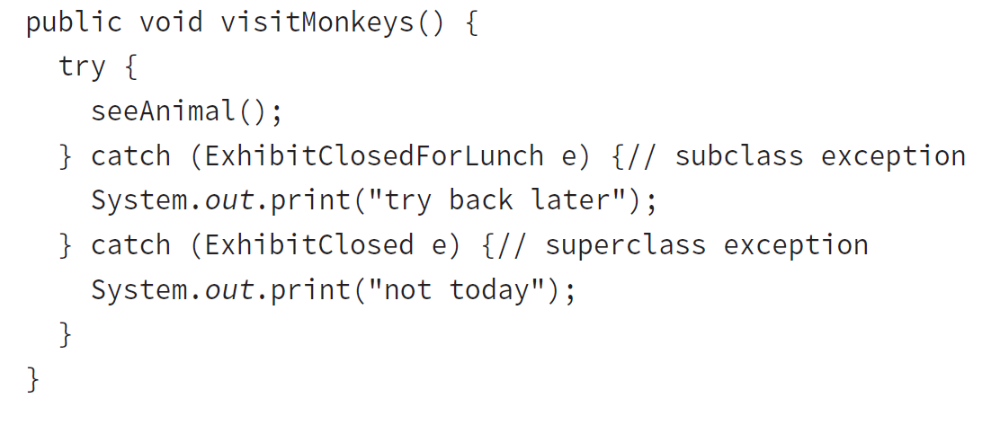 public void visitMonkeys() {
  try {
    seeAnimal();
  } catch (ExhibitClosedForLunch e) {// subclass exception
    System.out.print("try back later");
  } catch (ExhibitClosed e) {// superclass exception
    System.out.print("not today");
  }
}